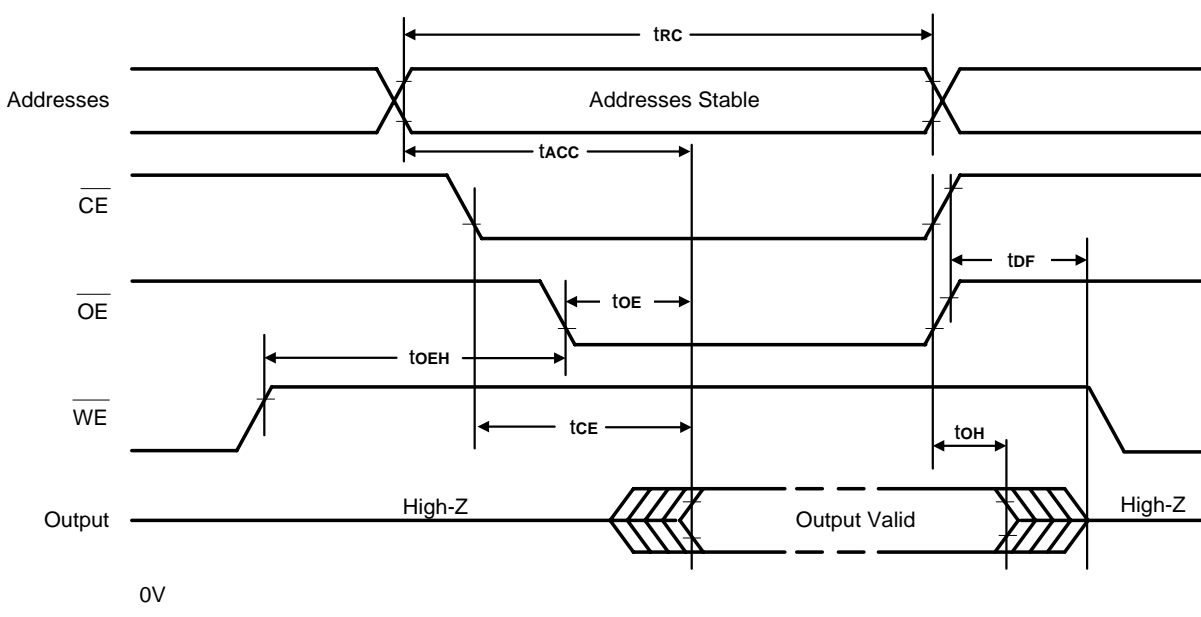 tRC
Addresses
Addresses Stable
tACC
CE
tDF
OE
tOE
tOEH
WE
tCE
tOH
Output
High-Z
Output Valid
High-Z
0V